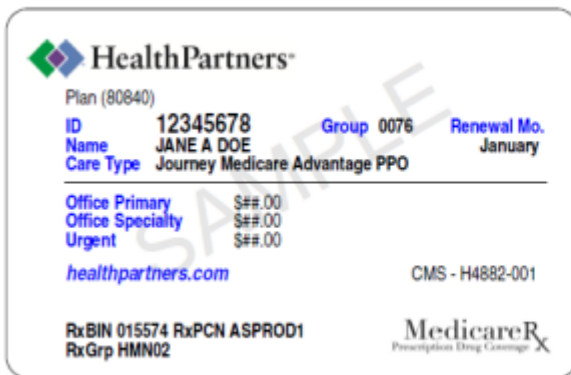 HealthPartners
Plan (80840)
ID 12345678 Group 0076 Renewal Mo.
Name JANE A DOE January
Care Type Journey Medicare Advantage PPO
Office Primary $##.00
Office Specialty $##.00
Urgent $##.00
SAMPLE
healthpartners.com CMS - H4882-001
RxBIN 015574 RxPCN ASPROD1
RxGrp HMN02
MedicareRx
Prescription Drug Coverage